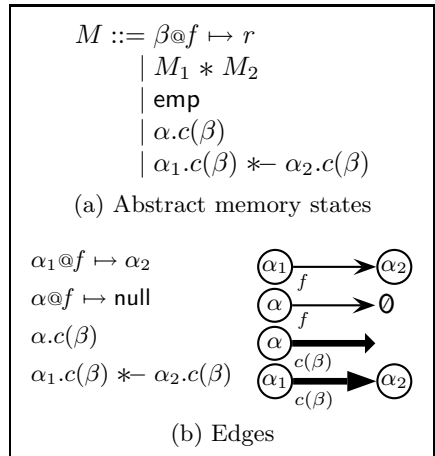 M ::= β@f ↦ r
| M₁ * M₂
| emp
| α.c(β)
| α₁.c(β) *− α₂.c(β)
(a) Abstract memory states
α₁@f ↦ α₂ α₁ f α₂
α@f ↦ null α f ∅
α.c(β) α c(β)
α₁.c(β) *− α₂.c(β) α₁ c(β) α₂
(b) Edges